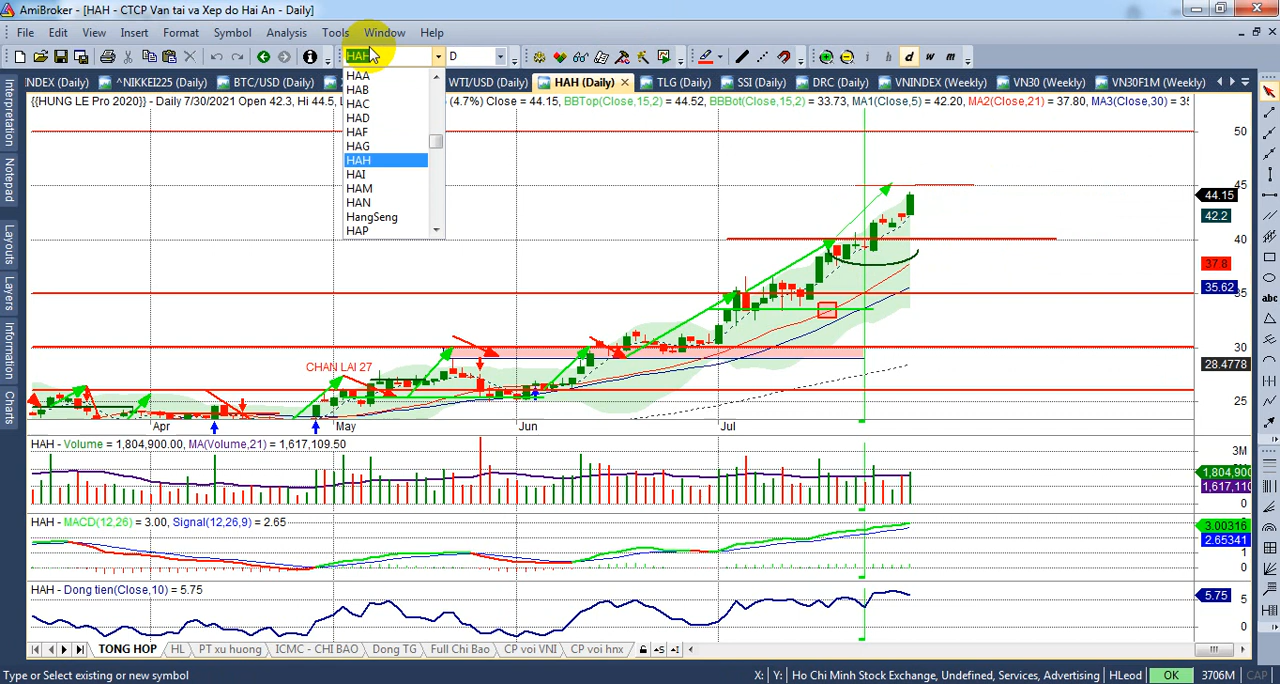 AmiBroker - [HAH - CTCP Van tai va Xep do Hai An - Daily]
File Edit View Insert Format Symbol Analysis Tools Window Help
HAH D i h d w m
INDEX (Daily) ^NIKKEI225 (Daily) BTC/USD (Daily) WTI/USD (Daily) HAH (Daily) TLG (Daily) SSI (Daily) DRC (Daily) VNINDEX (Weekly) VN30 (Weekly) VN30F1M (Weekly)
{{HUNG LE Pro 2020}} - Daily 7/30/2021 Open 42.3, Hi 44.5, (4.7%) Close = 44.15, BBTop(Close,15,2) = 44.52, BBBot(Close,15,2) = 33.73, MA1(Close,5) = 42.20, MA2(Close,21) = 37.80, MA3(Close,30) = 35
HAA
HAB
HAC
HAD
HAF
HAG
HAH
HAI
HAM
HAN
HangSeng
HAP
Interpretation
Notepad
Layouts
Layers
Information
Charts
abc
50
45
44.15
42.2
40
37.8
35.62
35
30
28.4778
25
CHAN LAI 27
Apr May Jun Jul
HAH - Volume = 1,804,900.00, MA(Volume,21) = 1,617,109.50
3M
1,804,900
1,617,110
0
HAH - MACD(12,26) = 3.00, Signal(12,26,9) = 2.65
3.00316
2.65341
1
0
HAH - Dong tien(Close,10) = 5.75
5.75
5
0
TONG HOP HL PT xu huong ICMC - CHI BAO Dong TG Full Chi Bao CP voi VNI CP voi hnx
Type or Select existing or new symbol X: Y: Ho Chi Minh Stock Exchange, Undefined, Services, Advertising HLeod OK 3706M CAP